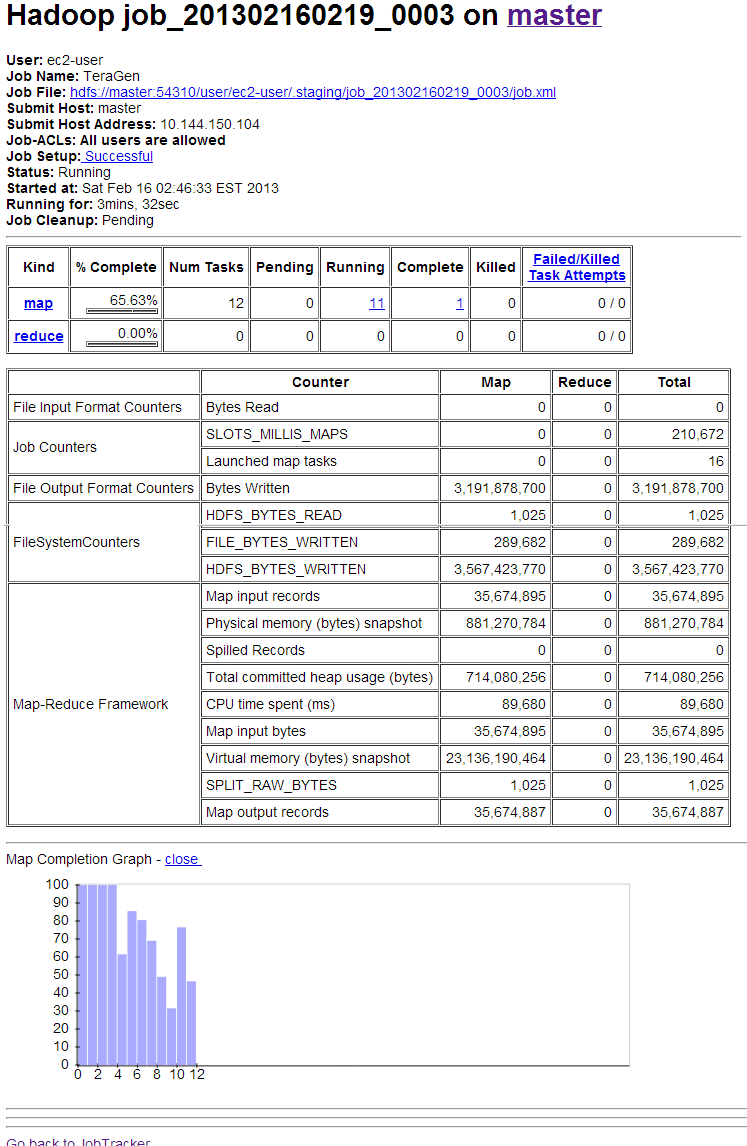 Hadoop job_201302160219_0003 on master
User: ec2-user
Job Name: TeraGen
Job File: hdfs://master:54310/user/ec2-user/.staging/job_201302160219_0003/job.xml
Submit Host: master
Submit Host Address: 10.144.150.104
Job-ACLs: All users are allowed
Job Setup: Successful
Status: Running
Started at: Sat Feb 16 02:46:33 EST 2013
Running for: 3mins, 32sec
Job Cleanup: Pending
Kind % Complete Num Tasks Pending Running Complete Killed Failed/Killed
Task Attempts
map 65.63% 12 0 11 1 0 0 / 0
reduce 0.00% 0 0 0 0 0 0 / 0
Counter Map Reduce Total
File Input Format Counters Bytes Read 0 0 0
Job Counters SLOTS_MILLIS_MAPS 0 0 210,672
Launched map tasks 0 0 16
File Output Format Counters Bytes Written 3,191,878,700 0 3,191,878,700
FileSystemCounters HDFS_BYTES_READ 1,025 0 1,025
FILE_BYTES_WRITTEN 289,682 0 289,682
HDFS_BYTES_WRITTEN 3,567,423,770 0 3,567,423,770
Map-Reduce Framework Map input records 35,674,895 0 35,674,895
Physical memory (bytes) snapshot 881,270,784 0 881,270,784
Spilled Records 0 0 0
Total committed heap usage (bytes) 714,080,256 0 714,080,256
CPU time spent (ms) 89,680 0 89,680
Map input bytes 35,674,895 0 35,674,895
Virtual memory (bytes) snapshot 23,136,190,464 0 23,136,190,464
SPLIT_RAW_BYTES 1,025 0 1,025
Map output records 35,674,887 0 35,674,887
Map Completion Graph - close
100
90
80
70
60
50
40
30
20
10
0
0 2 4 6 8 10 12
Go back to JobTracker